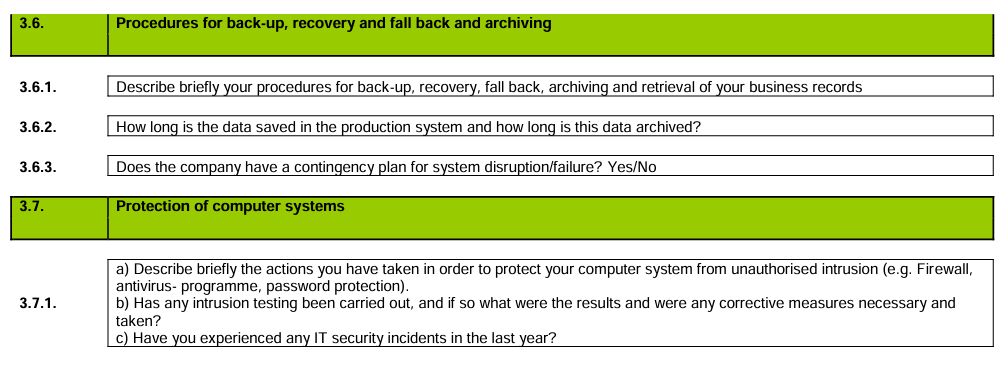 3.6. Procedures for back-up, recovery and fall back and archiving
3.6.1. Describe briefly your procedures for back-up, recovery, fall back, archiving and retrieval of your business records
3.6.2. How long is the data saved in the production system and how long is this data archived?
3.6.3. Does the company have a contingency plan for system disruption/failure? Yes/No
3.7. Protection of computer systems
a) Describe briefly the actions you have taken in order to protect your computer system from unauthorised intrusion (e.g. Firewall,
antivirus- programme, password protection).
3.7.1. b) Has any intrusion testing been carried out, and if so what were the results and were any corrective measures necessary and
taken?
c) Have you experienced any IT security incidents in the last year?